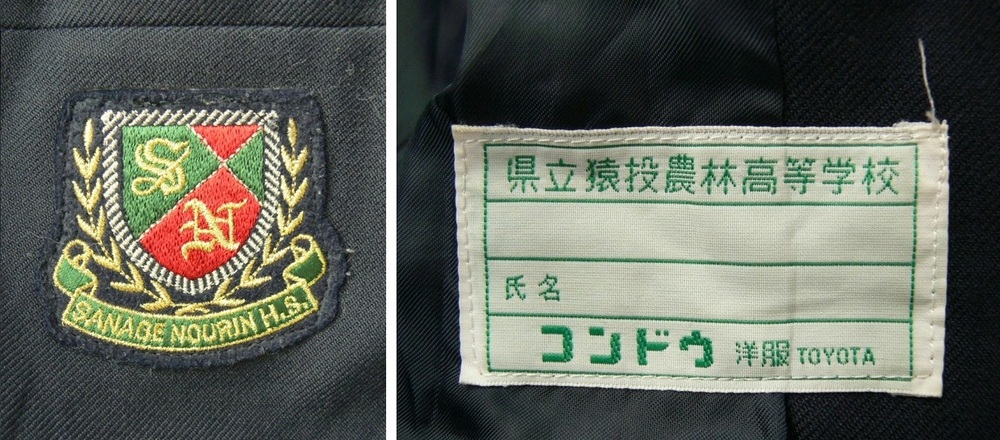 S
N
SANAGE NOURIN H.S.
県立猿投農林高等学校
氏名
コンドウ 洋服 TOYOTA